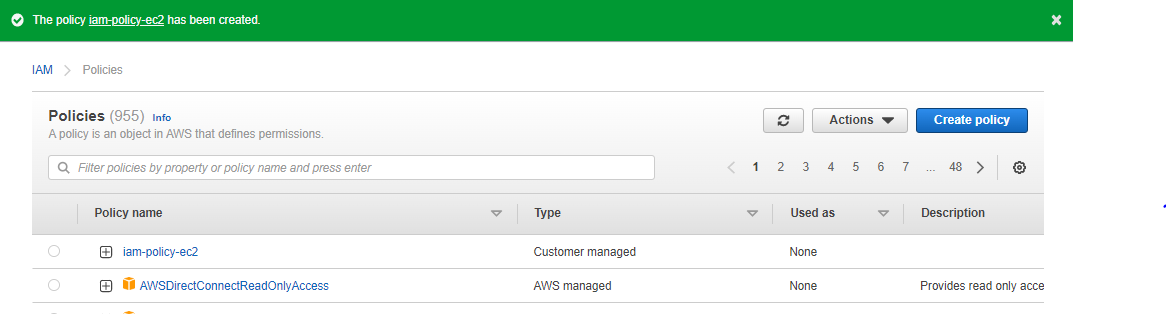 The policy iam-policy-ec2 has been created.
IAM > Policies
Policies (955) Info
A policy is an object in AWS that defines permissions.
Actions
Create policy
Filter policies by property or policy name and press enter
1 2 3 4 5 6 7 ... 48
Policy name Type Used as Description
iam-policy-ec2 Customer managed None
AWSDirectConnectReadOnlyAccess AWS managed None Provides read only acce